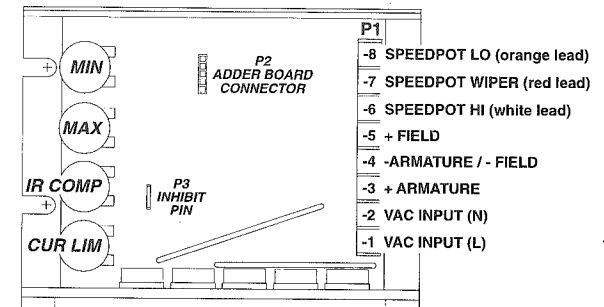 P1
-8 SPEEDPOT LO (orange lead)
-7 SPEEDPOT WIPER (red lead)
-6 SPEEDPOT HI (white lead)
-5 + FIELD
-4 -ARMATURE / - FIELD
-3 + ARMATURE
-2 VAC INPUT (N)
-1 VAC INPUT (L)
MIN
MAX
IR COMP
CUR LIM
P2
ADDER BOARD
CONNECTOR
P3
INHIBIT
PIN